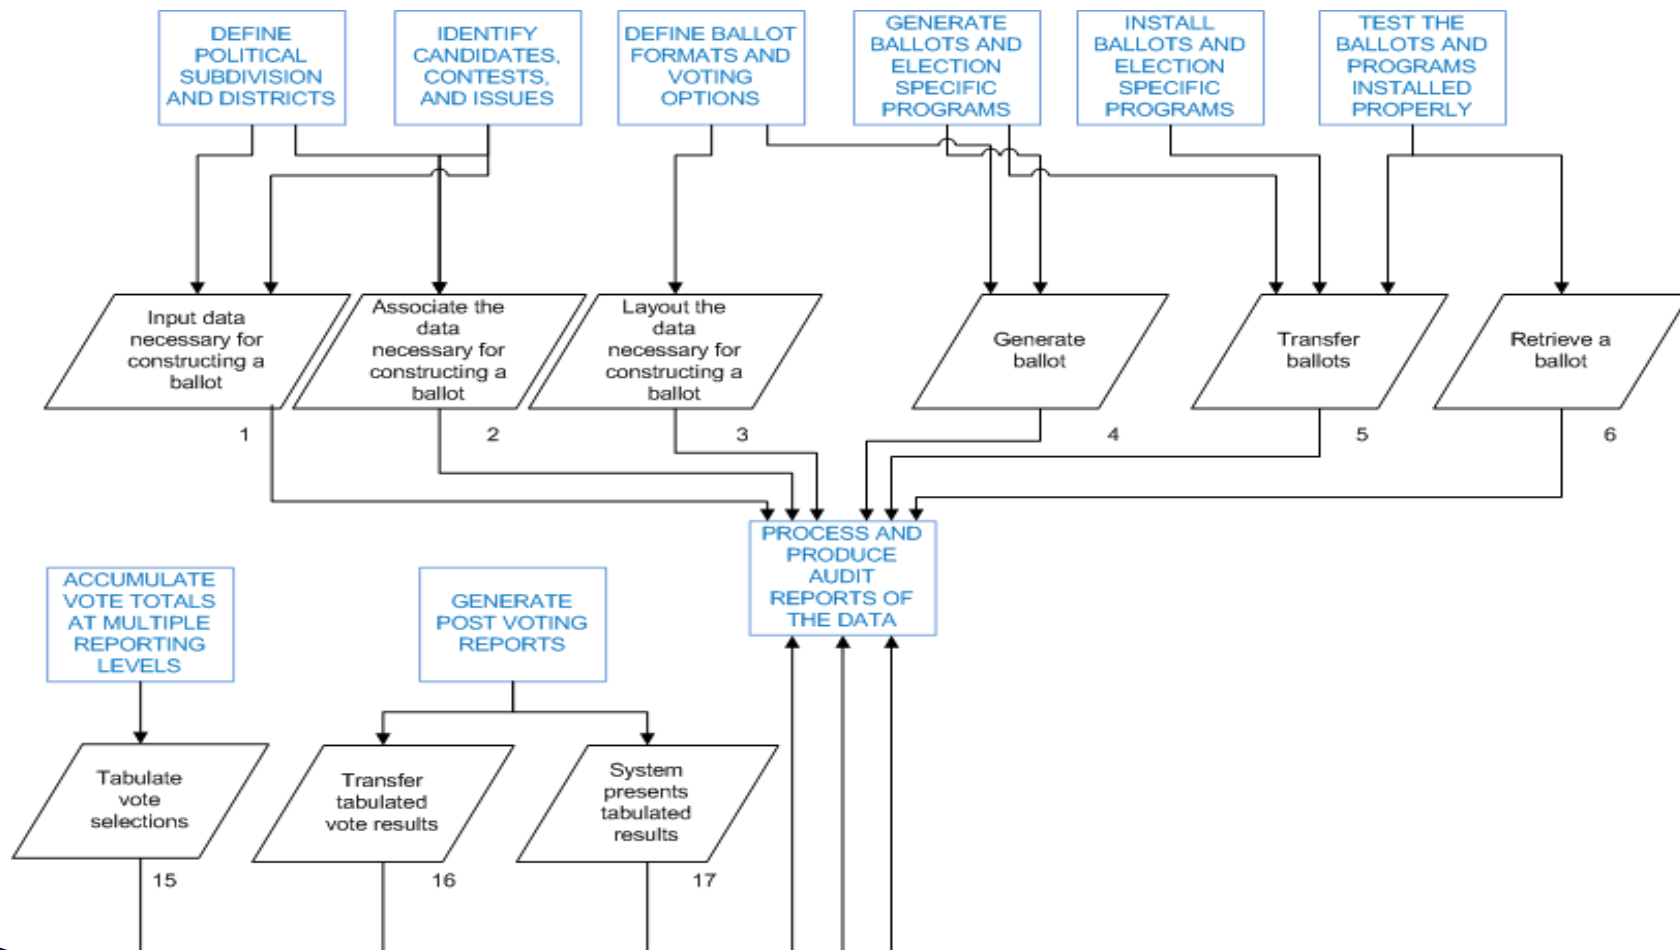 DEFINE
POLITICAL
SUBDIVISION
AND DISTRICTS
IDENTIFY
CANDIDATES,
CONTESTS,
AND ISSUES
DEFINE BALLOT
FORMATS AND
VOTING
OPTIONS
GENERATE
BALLOTS AND
ELECTION
SPECIFIC
PROGRAMS
INSTALL
BALLOTS AND
ELECTION
SPECIFIC
PROGRAMS
TEST THE
BALLOTS AND
PROGRAMS
INSTALLED
PROPERLY
Input data
necessary for
constructing a
ballot
1
Associate the
data
necessary for
constructing a
ballot
2
Layout the
data
necessary for
constructing a
ballot
3
Generate
ballot
4
Transfer
ballots
5
Retrieve a
ballot
6
PROCESS AND
PRODUCE
AUDIT
REPORTS OF
THE DATA
ACCUMULATE
VOTE TOTALS
AT MULTIPLE
REPORTING
LEVELS
GENERATE
POST VOTING
REPORTS
Tabulate
vote
selections
15
Transfer
tabulated
vote results
16
System
presents
tabulated
results
17